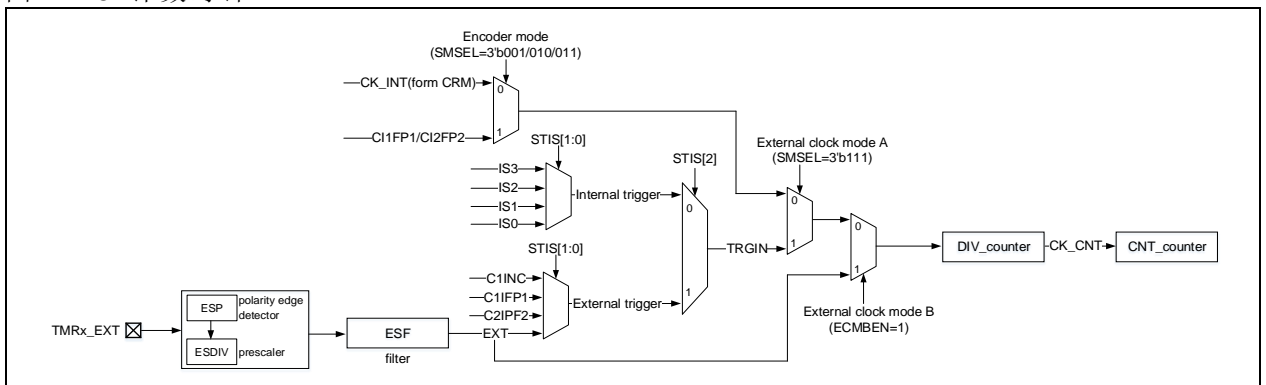 Encoder mode
(SMSEL=3'b001/010/011)
CK_INT(form CRM)
0
CI1FP1/CI2FP2
1
STIS[1:0]
External clock mode A
(SMSEL=3'b111)
STIS[2]
IS3
IS2
IS1
IS0
Internal trigger
0
0
0
TRGIN
1
DIV_counter
CK_CNT
CNT_counter
STIS[1:0]
C1INC
C1IFP1
C2IPF2
EXT
External trigger
1
1
External clock mode B
(ECMBEN=1)
TMRx_EXT
ESP
polarity edge
detector
ESDIV
prescaler
ESF
filter